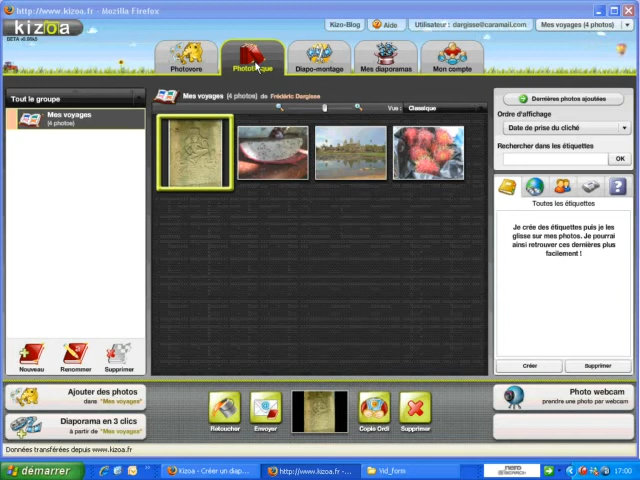 http://www.kizoa.fr - Mozilla Firefox
kizoa
BETA
Kizo-Blog
Aide
Utilisateur : dargisse@caramail.com
Mes voyages (4 photos)
Photovore
Phototèque
Diapo-montage
Mes diaporamas
Mon compte
Tout le groupe
Mes voyages
(4 photos)
Mes voyages (4 photos) de Frédéric Dargisse
Vue : Classique
Dernières photos ajoutées
Ordre d'affichage
Date de prise du cliché
Rechercher dans les étiquettes
OK
Toutes les étiquettes
Je crée des étiquettes puis je les
glisse sur mes photos. Je pourrai
ainsi retrouver ces dernières plus
facilement !
Créer
Supprimer
Nouveau
Renommer
Supprimer
Ajouter des photos
dans "Mes voyages"
Diaporama en 3 clics
à partir de "Mes voyages"
Retoucher
Envoyer
Copie Ordi
Supprimer
Photo webcam
prendre une photo par webcam
Données transférées depuis www.kizoa.fr
démarrer
Kizoa - Créer un diap...
http://www.kizoa.fr -...
Vid_form
nero
SEARCH
17:00